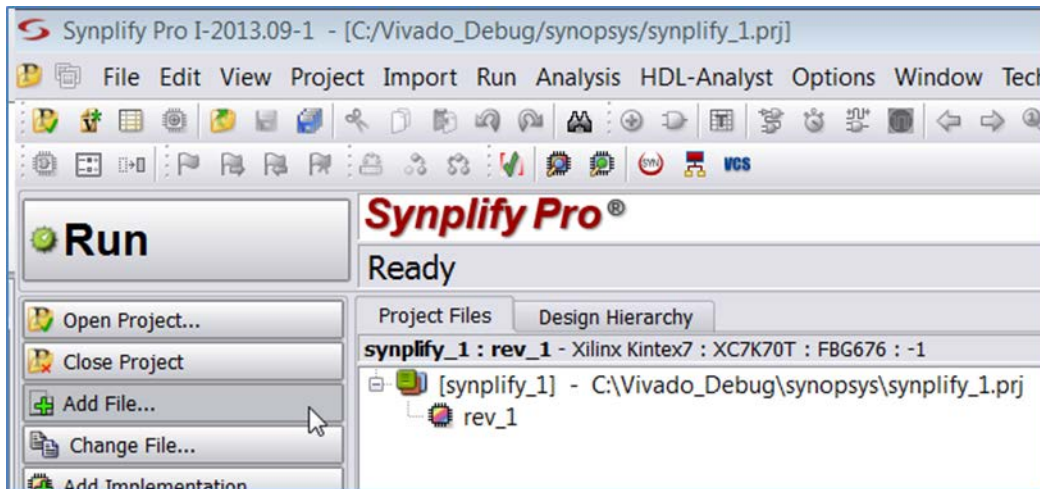 Synplify Pro I-2013.09-1 - [C:/Vivado_Debug/synopsys/synplify_1.prj]
File Edit View Project Import Run Analysis HDL-Analyst Options Window Tech
SYN VCS
Run
Synplify Pro®
Ready
Open Project...
Close Project
Add File...
Change File...
Add Implementation
Project Files Design Hierarchy
synplify_1 : rev_1 - Xilinx Kintex7 : XC7K70T : FBG676 : -1
[synplify_1] - C:\Vivado_Debug\synopsys\synplify_1.prj
rev_1